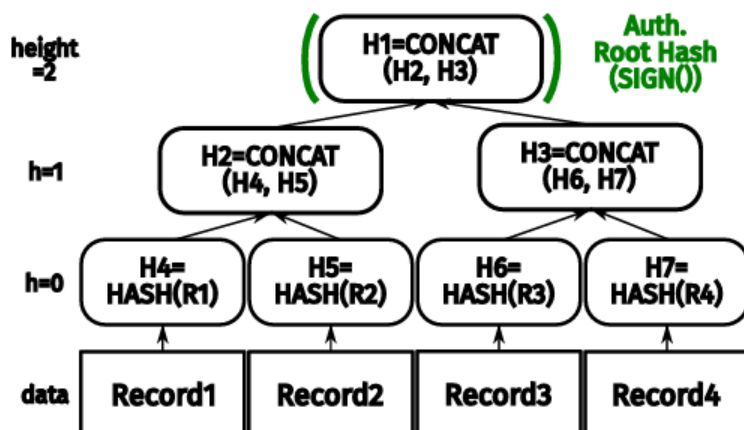 height
=2
H1=CONCAT
(H2, H3)
Auth.
Root Hash
(SIGN())
h=1
H2=CONCAT
(H4, H5)
H3=CONCAT
(H6, H7)
h=0
H4=
HASH(R1)
H5=
HASH(R2)
H6=
HASH(R3)
H7=
HASH(R4)
data
Record1
Record2
Record3
Record4